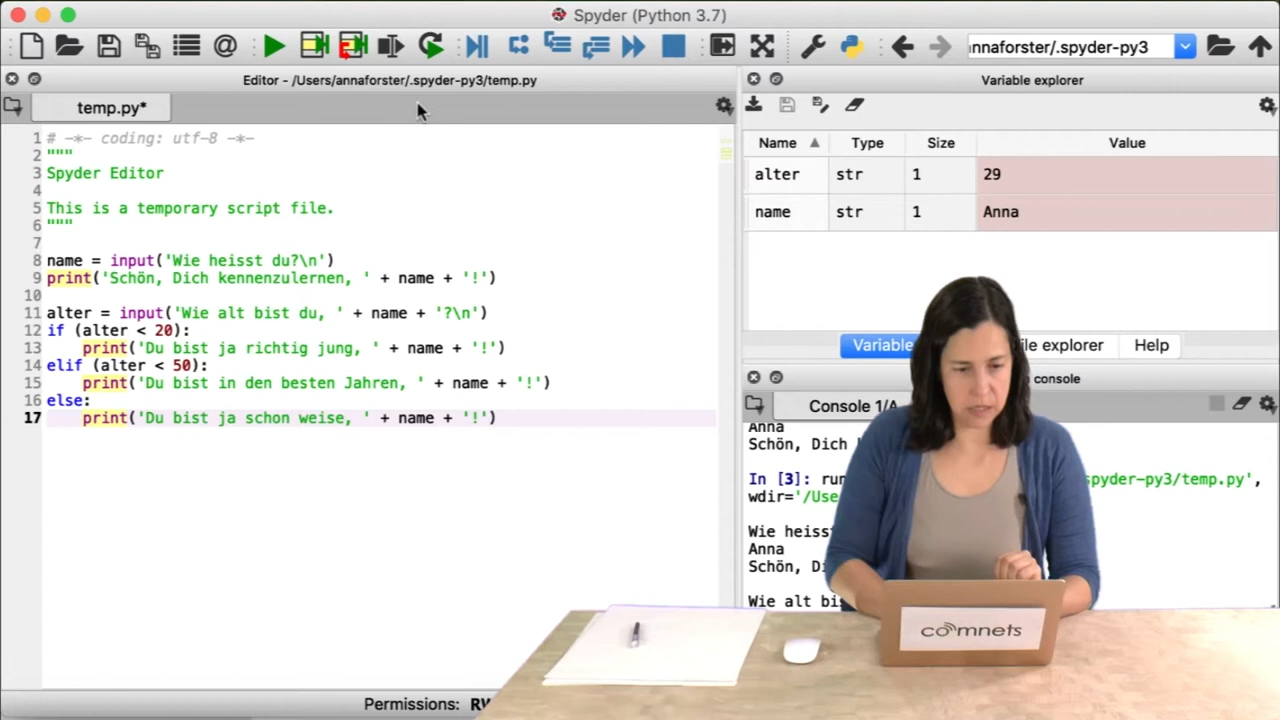 Spyder (Python 3.7)
nnaforster/.spyder-py3
Editor - /Users/annaforster/.spyder-py3/temp.py
temp.py*
1 # -*- coding: utf-8 -*-
2 """
3 Spyder Editor
4
5 This is a temporary script file.
6 """
7
8 name = input('Wie heisst du?\n')
9 print('Schön, Dich kennenzulernen, ' + name + '!')
10
11 alter = input('Wie alt bist du, ' + name + '?\n')
12 if (alter < 20):
13     print('Du bist ja richtig jung, ' + name + '!')
14 elif (alter < 50):
15     print('Du bist in den besten Jahren, ' + name + '!')
16 else:
17     print('Du bist ja schon weise, ' + name + '!')
Permissions:
Variable explorer
Name Type Size Value
alter str 1 29
name str 1 Anna
Variable le explorer Help
console
Console 1/A
Anna
Schön, Dich
In [3]: run spyder-py3/temp.py',
wdir='/Use
Wie heiss
Anna
Schön, Di
Wie alt bi
comnets